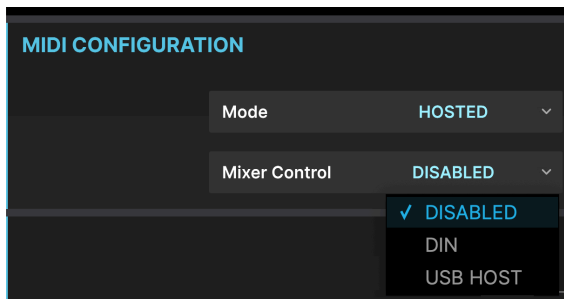 MIDI CONFIGURATION
Mode HOSTED
Mixer Control DISABLED
✓ DISABLED
DIN
USB HOST